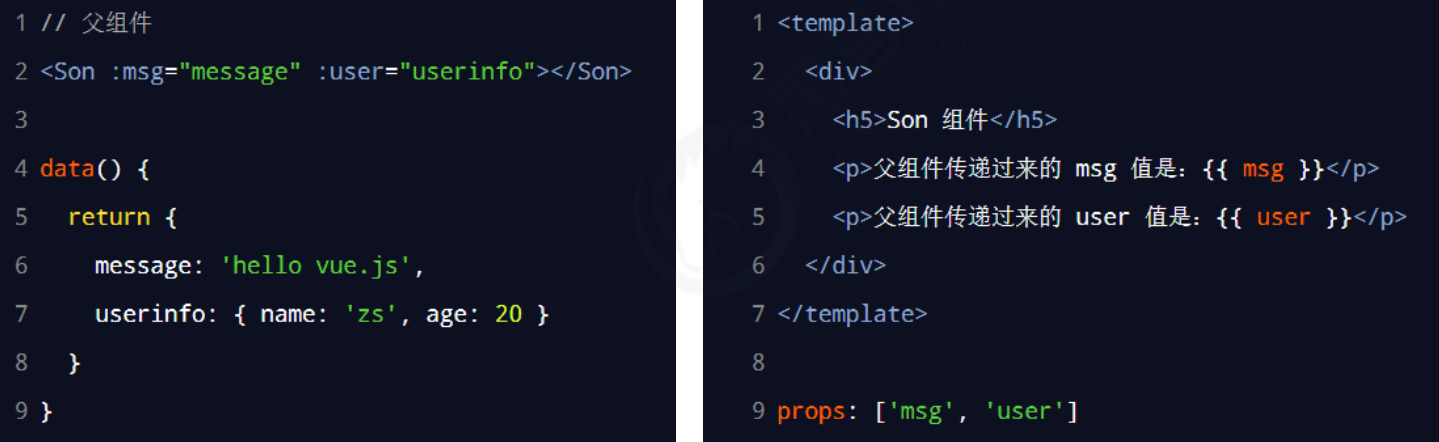 1 // 父组件
2 <Son :msg="message" :user="userinfo"></Son>
3
4 data() {
5   return {
6     message: 'hello vue.js',
7     userinfo: { name: 'zs', age: 20 }
8   }
9 }
1 <template>
2   <div>
3     <h5>Son 组件</h5>
4     <p>父组件传递过来的 msg 值是：{{ msg }}</p>
5     <p>父组件传递过来的 user 值是：{{ user }}</p>
6   </div>
7 </template>
8
9 props: ['msg', 'user']